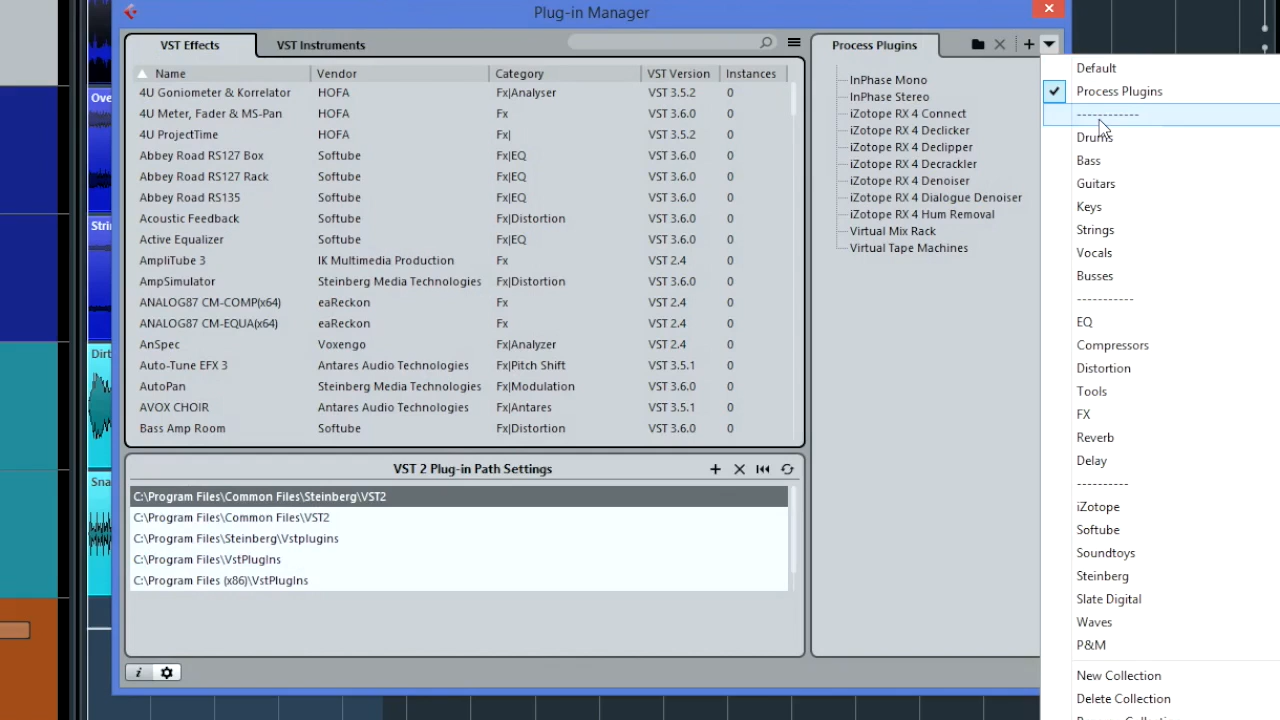 Plug-in Manager
VST Effects
VST Instruments
Name Vendor Category VST Version Instances
4U Goniometer & Korrelator HOFA Fx|Analyser VST 3.5.2 0
4U Meter, Fader & MS-Pan HOFA Fx VST 3.6.0 0
4U ProjectTime HOFA Fx| VST 3.5.2 0
Abbey Road RS127 Box Softube Fx|EQ VST 3.6.0 0
Abbey Road RS127 Rack Softube Fx|EQ VST 3.6.0 0
Abbey Road RS135 Softube Fx|EQ VST 3.6.0 0
Acoustic Feedback Softube Fx|Distortion VST 3.6.0 0
Active Equalizer Softube Fx|EQ VST 3.6.0 0
AmpliTube 3 IK Multimedia Production Fx VST 2.4 0
AmpSimulator Steinberg Media Technologies Fx|Distortion VST 3.6.0 0
ANALOG87 CM-COMP(x64) eaReckon Fx VST 2.4 0
ANALOG87 CM-EQUA(x64) eaReckon Fx VST 2.4 0
AnSpec Voxengo Fx|Analyzer VST 2.4 0
Auto-Tune EFX 3 Antares Audio Technologies Fx|Pitch Shift VST 3.5.1 0
AutoPan Steinberg Media Technologies Fx|Modulation VST 3.6.0 0
AVOX CHOIR Antares Audio Technologies Fx|Antares VST 3.5.1 0
Bass Amp Room Softube Fx|Distortion VST 3.6.0 0
VST 2 Plug-in Path Settings
C:\Program Files\Common Files\Steinberg\VST2
C:\Program Files\Common Files\VST2
C:\Program Files\Steinberg\Vstplugins
C:\Program Files\VstPlugIns
C:\Program Files (x86)\VstPlugIns
Process Plugins
InPhase Mono
InPhase Stereo
iZotope RX 4 Connect
iZotope RX 4 Declicker
iZotope RX 4 Declipper
iZotope RX 4 Decrackler
iZotope RX 4 Denoiser
iZotope RX 4 Dialogue Denoiser
iZotope RX 4 Hum Removal
Virtual Mix Rack
Virtual Tape Machines
Default
Process Plugins
------------
Drums
Bass
Guitars
Keys
Strings
Vocals
Busses
-----------
EQ
Compressors
Distortion
Tools
FX
Reverb
Delay
----------
iZotope
Softube
Soundtoys
Steinberg
Slate Digital
Waves
P&M
New Collection
Delete Collection
Ove
Strin
Dirt
Sna